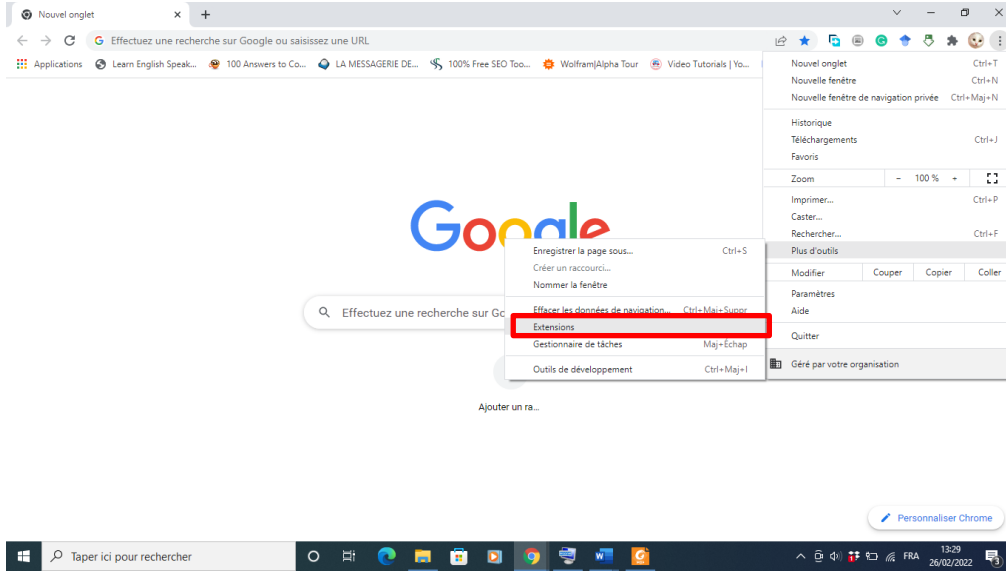 Nouvel onglet
Effectuez une recherche sur Google ou saisissez une URL
Applications Learn English Speak... 100 Answers to Co... LA MESSAGERIE DE... 100% Free SEO Too... Wolfram|Alpha Tour Video Tutorials | Yo...
Nouvel onglet Ctrl+T
Nouvelle fenêtre Ctrl+N
Nouvelle fenêtre de navigation privée Ctrl+Maj+N
Historique
Téléchargements Ctrl+J
Favoris
Zoom - 100 % +
Imprimer... Ctrl+P
Caster...
Rechercher... Ctrl+F
Plus d'outils
Modifier Couper Copier Coller
Paramètres
Aide
Quitter
Géré par votre organisation
Google
Enregistrer la page sous... Ctrl+S
Créer un raccourci...
Nommer la fenêtre
Effacer les données de navigation... Ctrl+Maj+Suppr
Extensions
Gestionnaire de tâches Maj+Échap
Outils de développement Ctrl+Maj+I
Effectuez une recherche sur Go
Ajouter un ra...
Personnaliser Chrome
Taper ici pour rechercher
FRA
13:29
26/02/2022